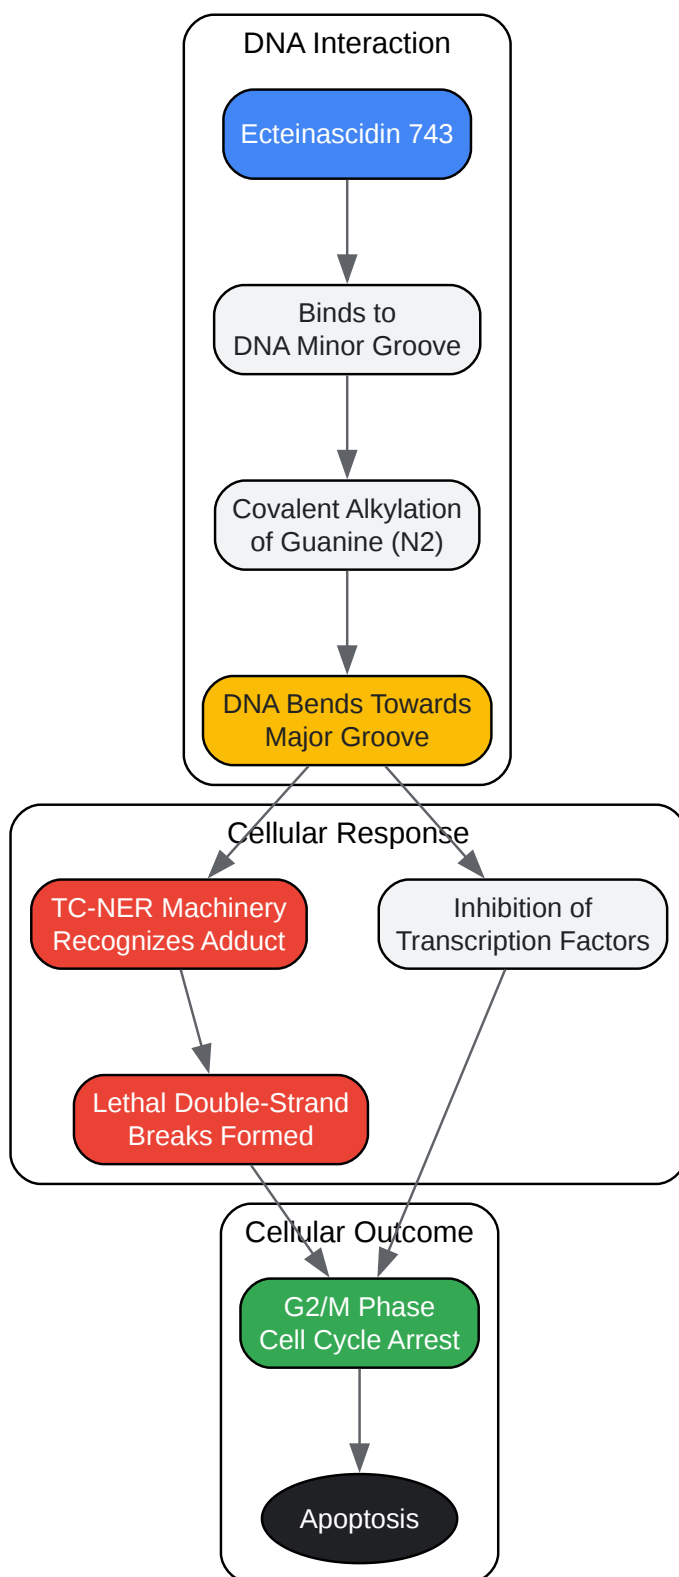 DNA Interaction
Ecteinascidin 743
Binds to
DNA Minor Groove
Covalent Alkylation
of Guanine (N2)
DNA Bends Towards
Major Groove
Cellular Response
TC-NER Machinery
Recognizes Adduct
Inhibition of
Transcription Factors
Lethal Double-Strand
Breaks Formed
Cellular Outcome
G2/M Phase
Cell Cycle Arrest
Apoptosis